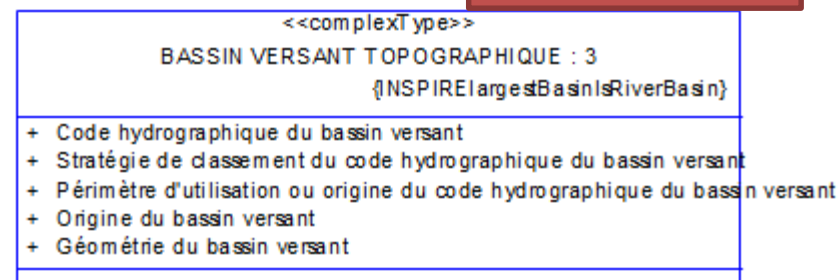 <<complexType>>
BASSIN VERSANT TOPOGRAPHIQUE : 3
{INSPIRElargestBasinIsRiverBasin}
+ Code hydrographique du bassin versant
+ Stratégie de classement du code hydrographique du bassin versant
+ Périmètre d'utilisation ou origine du code hydrographique du bassin versant
+ Origine du bassin versant
+ Géométrie du bassin versant